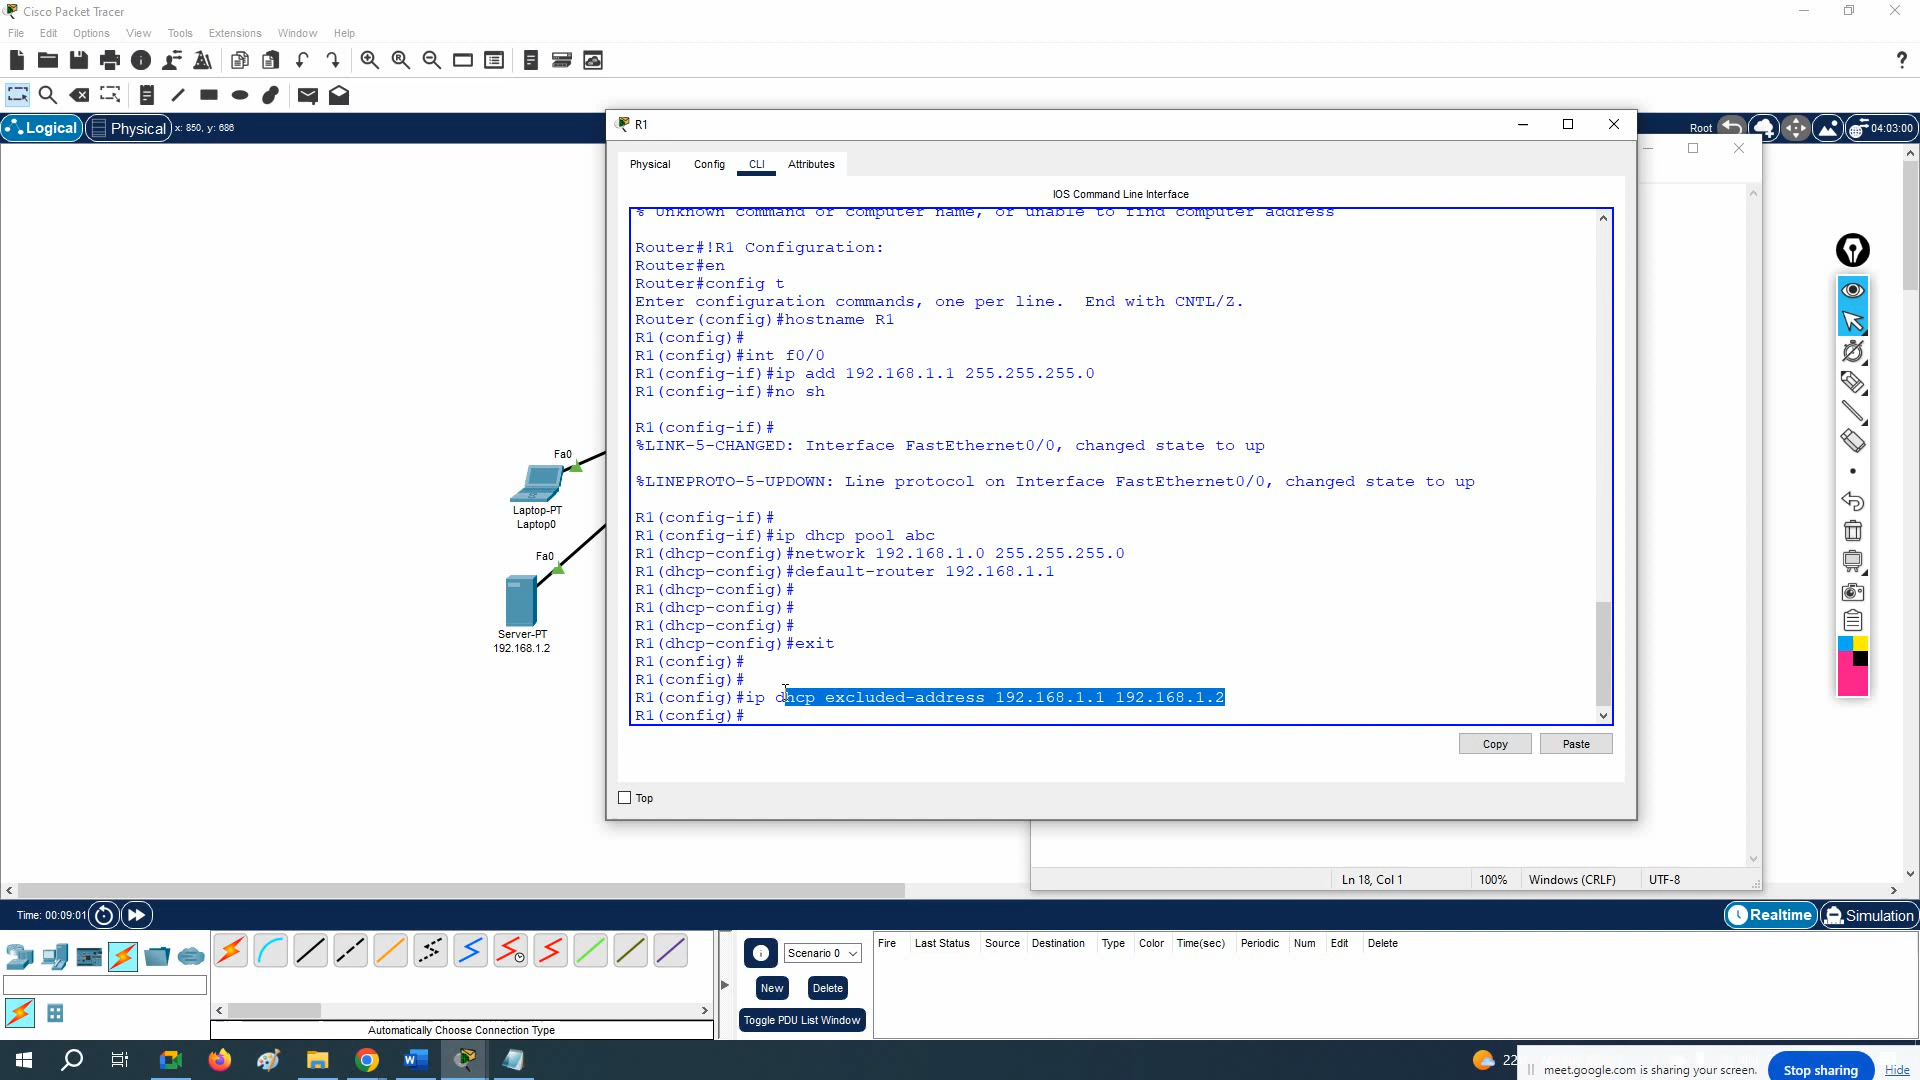 Cisco Packet Tracer
File Edit Options View Tools Extensions Window Help
Logical Physical x: 850, y: 686
Root 04:03:00
R1
Physical Config CLI Attributes
IOS Command Line Interface
% Unknown command or computer name, or unable to find computer address
Router#!R1 Configuration:
Router#en
Router#config t
Enter configuration commands, one per line.  End with CNTL/Z.
Router(config)#hostname R1
R1(config)#
R1(config)#int f0/0
R1(config-if)#ip add 192.168.1.1 255.255.255.0
R1(config-if)#no sh
R1(config-if)#
%LINK-5-CHANGED: Interface FastEthernet0/0, changed state to up
%LINEPROTO-5-UPDOWN: Line protocol on Interface FastEthernet0/0, changed state to up
R1(config-if)#
R1(config-if)#ip dhcp pool abc
R1(dhcp-config)#network 192.168.1.0 255.255.255.0
R1(dhcp-config)#default-router 192.168.1.1
R1(dhcp-config)#
R1(dhcp-config)#
R1(dhcp-config)#
R1(dhcp-config)#exit
R1(config)#
R1(config)#
R1(config)#ip dhcp excluded-address 192.168.1.1 192.168.1.2
R1(config)#
Copy Paste
Top
Fa0
Laptop-PT
Laptop0
Fa0
Server-PT
192.168.1.2
Ln 18, Col 1 100% Windows (CRLF) UTF-8
Time: 00:09:01
Realtime Simulation
Scenario 0
New Delete
Toggle PDU List Window
Fire Last Status Source Destination Type Color Time(sec) Periodic Num Edit Delete
Automatically Choose Connection Type
meet.google.com is sharing your screen. Stop sharing Hide